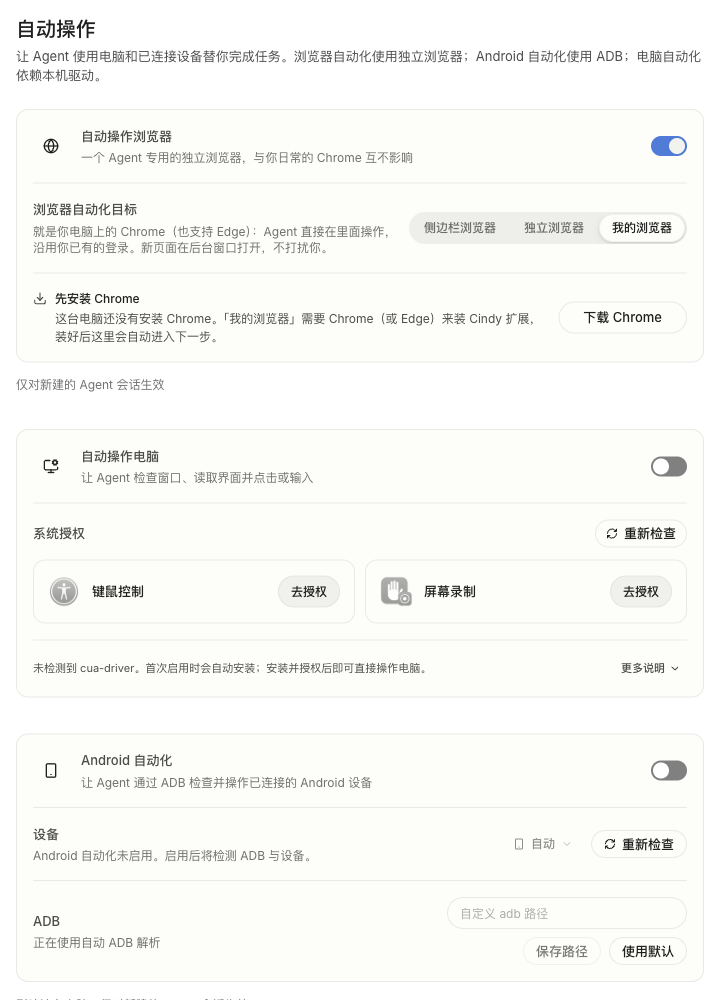 自动操作
让 Agent 使用电脑和已连接设备替你完成任务。浏览器自动化使用独立浏览器；Android 自动化使用 ADB；电脑自动化
依赖本机驱动。
自动操作浏览器
一个 Agent 专用的独立浏览器，与你日常的 Chrome 互不影响
浏览器自动化目标
就是你电脑上的 Chrome（也支持 Edge）：Agent 直接在里面操作，
沿用你已有的登录。新页面在后台窗口打开，不打扰你。
侧边栏浏览器
独立浏览器
我的浏览器
先安装 Chrome
这台电脑还没有安装 Chrome。「我的浏览器」需要 Chrome（或 Edge）来装 Cindy 扩展，
装好后这里会自动进入下一步。
下载 Chrome
仅对新建的 Agent 会话生效
自动操作电脑
让 Agent 检查窗口、读取界面并点击或输入
系统授权
重新检查
键鼠控制
去授权
屏幕录制
去授权
未检测到 cua-driver。首次启用时会自动安装；安装并授权后即可直接操作电脑。
更多说明
Android 自动化
让 Agent 通过 ADB 检查并操作已连接的 Android 设备
设备
Android 自动化未启用。启用后将检测 ADB 与设备。
自动
重新检查
ADB
正在使用自动 ADB 解析
自定义 adb 路径
保存路径
使用默认